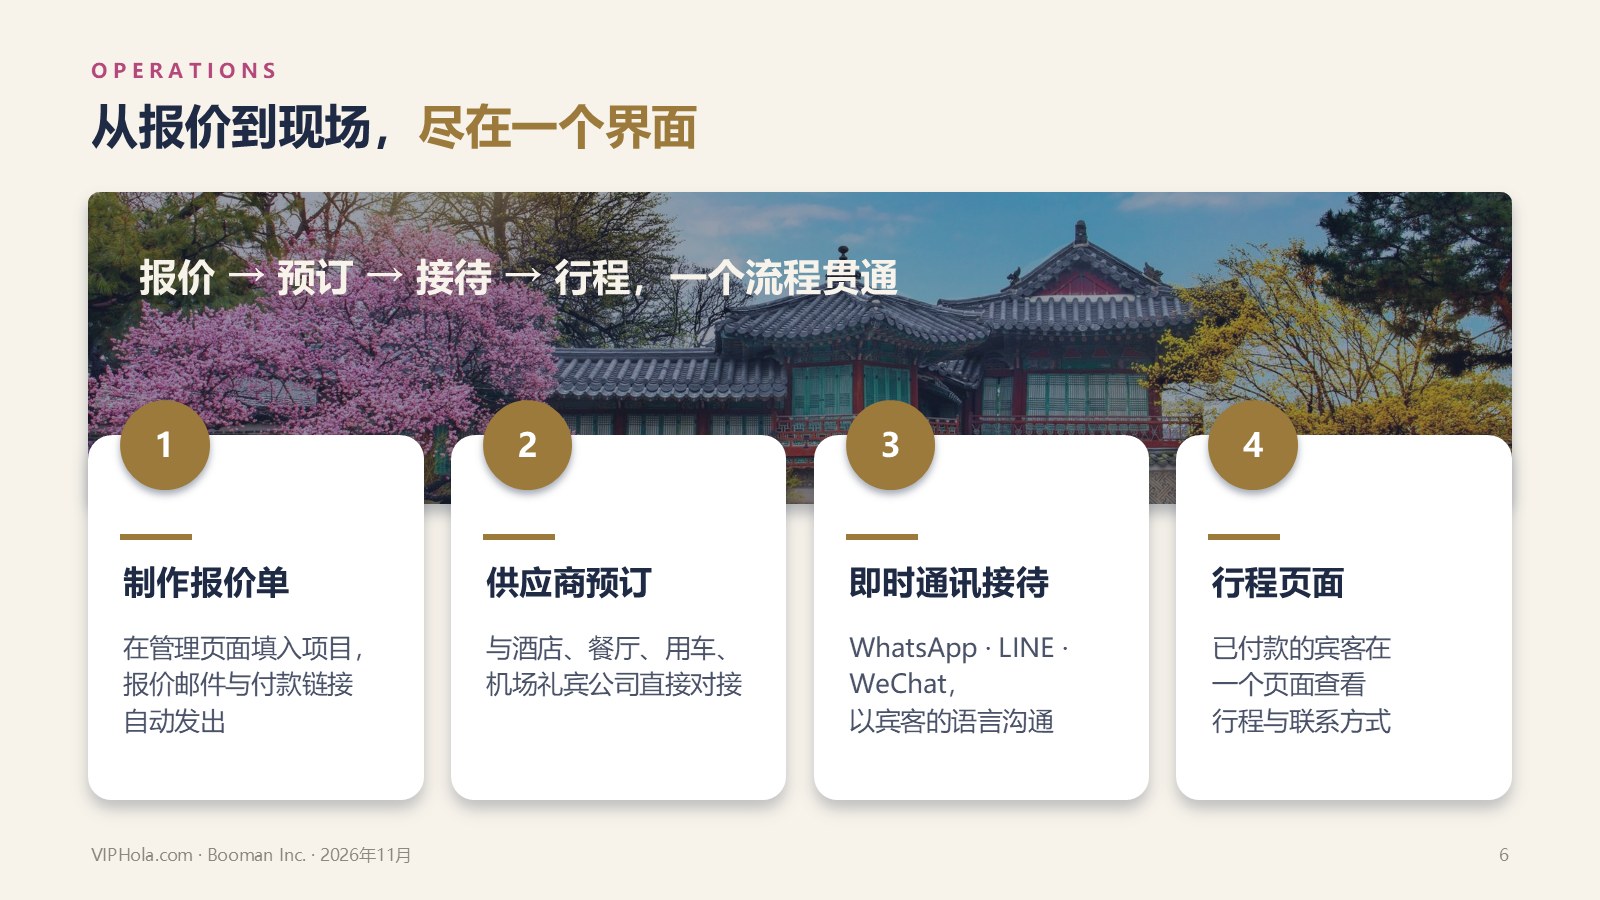 OPERATIONS
从报价到现场，尽在一个界面
报价 → 预订 → 接待 → 行程，一个流程贯通
1
2
3
4
制作报价单
在管理页面填入项目，
报价邮件与付款链接
自动发出
供应商预订
与酒店、餐厅、用车、
机场礼宾公司直接对接
即时通讯接待
WhatsApp · LINE ·
WeChat，
以宾客的语言沟通
行程页面
已付款的宾客在
一个页面查看
行程与联系方式
VIPHola.com · Booman Inc. · 2026年11月
6